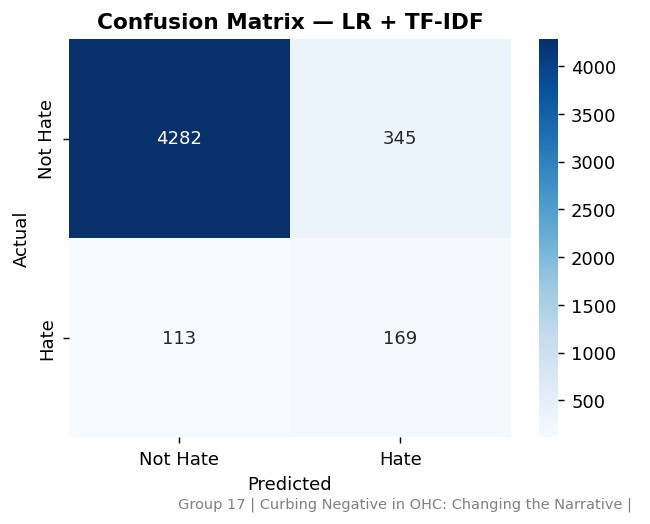 Confusion Matrix — LR + TF-IDF
Actual
Not Hate
4282
345
Hate
113
169
Not Hate
Hate
Predicted
4000
3500
3000
2500
2000
1500
1000
500
Group 17 | Curbing Negative in OHC: Changing the Narrative |